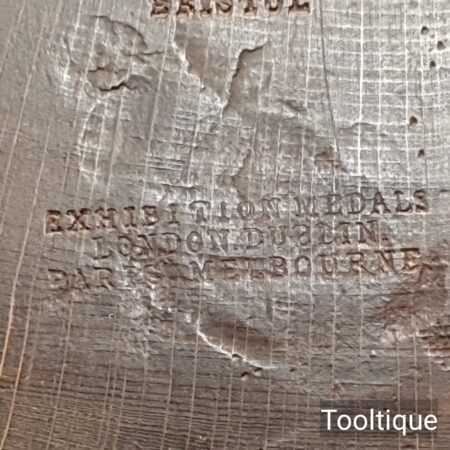 BRISTOL
EXHIBITION MEDALS
LONDON. DUBLIN.
PARIS. MELBOURNE.
Tooltique